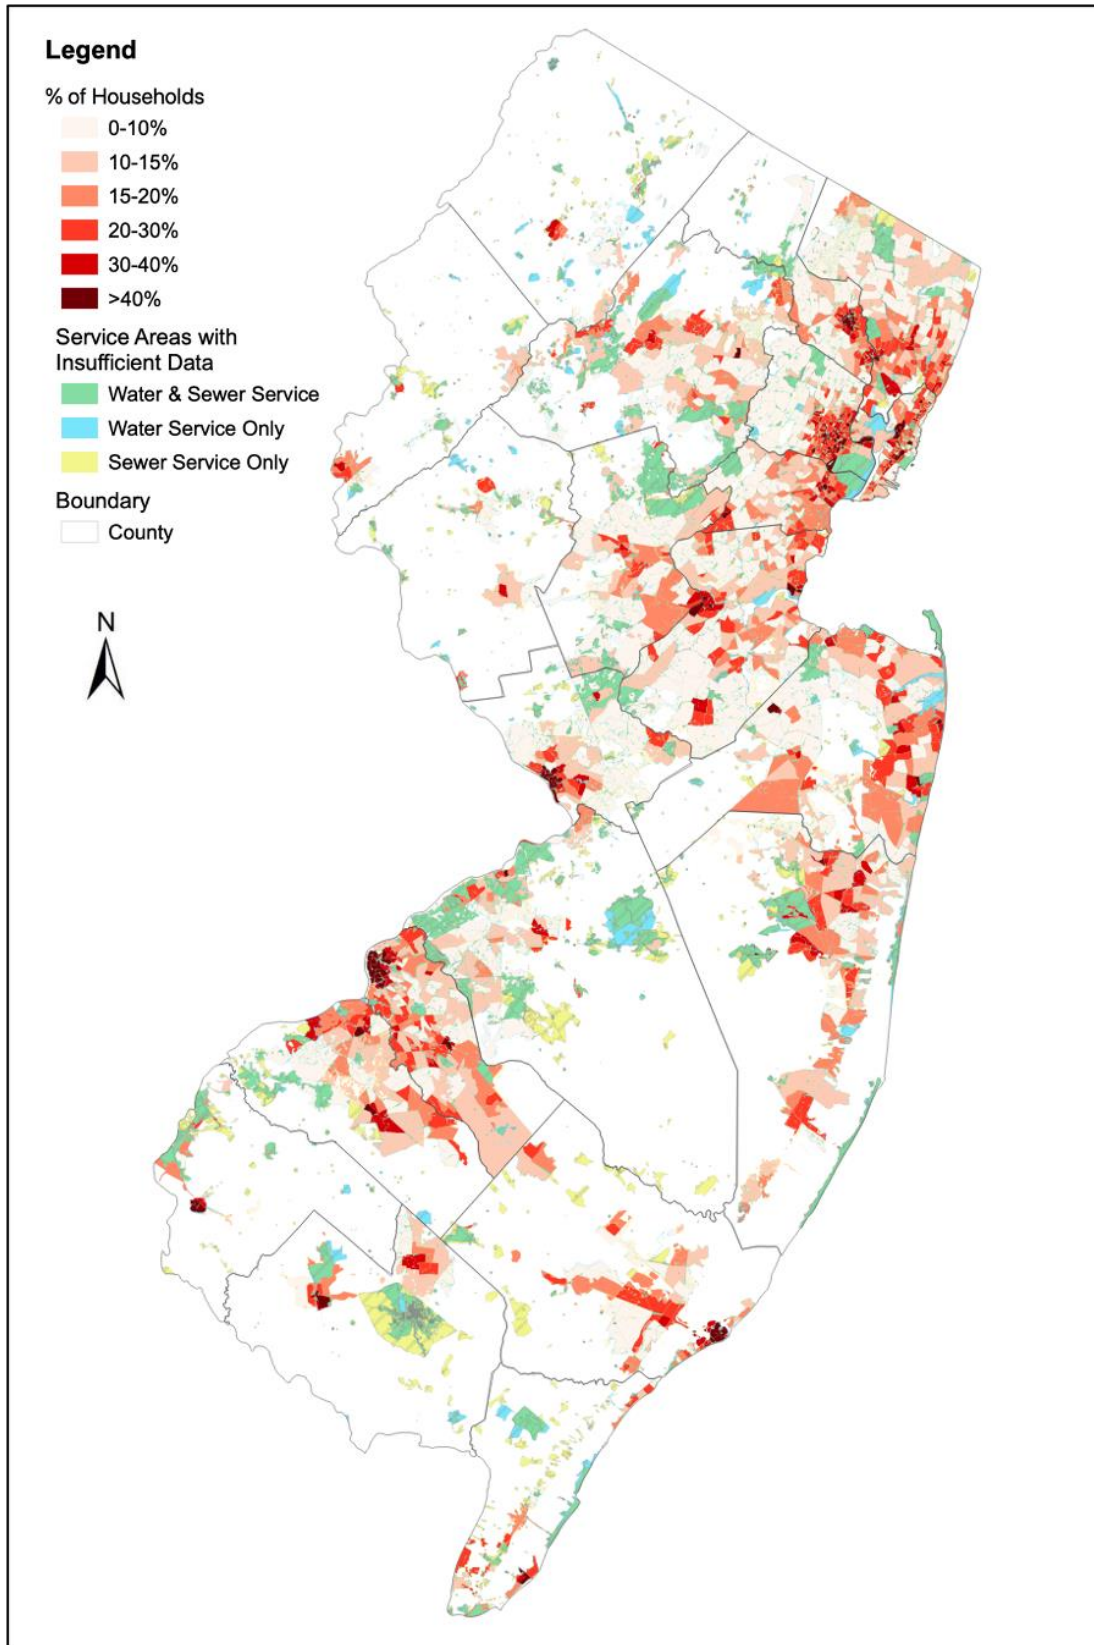 Legend
% of Households
0-10%
10-15%
15-20%
20-30%
30-40%
>40%
Service Areas with
Insufficient Data
Water & Sewer Service
Water Service Only
Sewer Service Only
Boundary
County
N